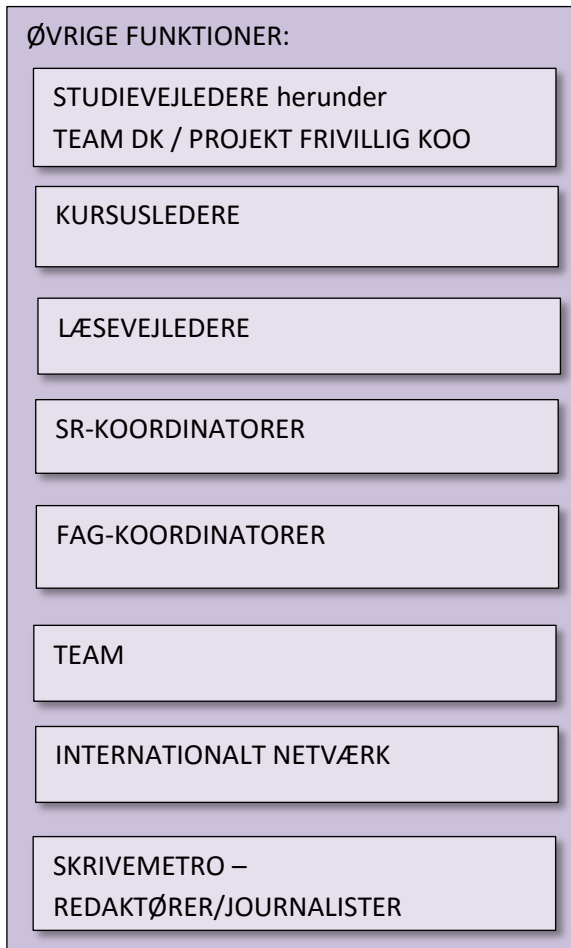 ØVRIGE FUNKTIONER:
STUDIEVEJLEDERE herunder
TEAM DK / PROJEKT FRIVILLIG KOO
KURSUSLEDERE
LÆSEVEJLEDERE
SR-KOORDINATORER
FAG-KOORDINATORER
TEAM
INTERNATIONALT NETVÆRK
SKRIVEMETRO –
REDAKTØRER/JOURNALISTER